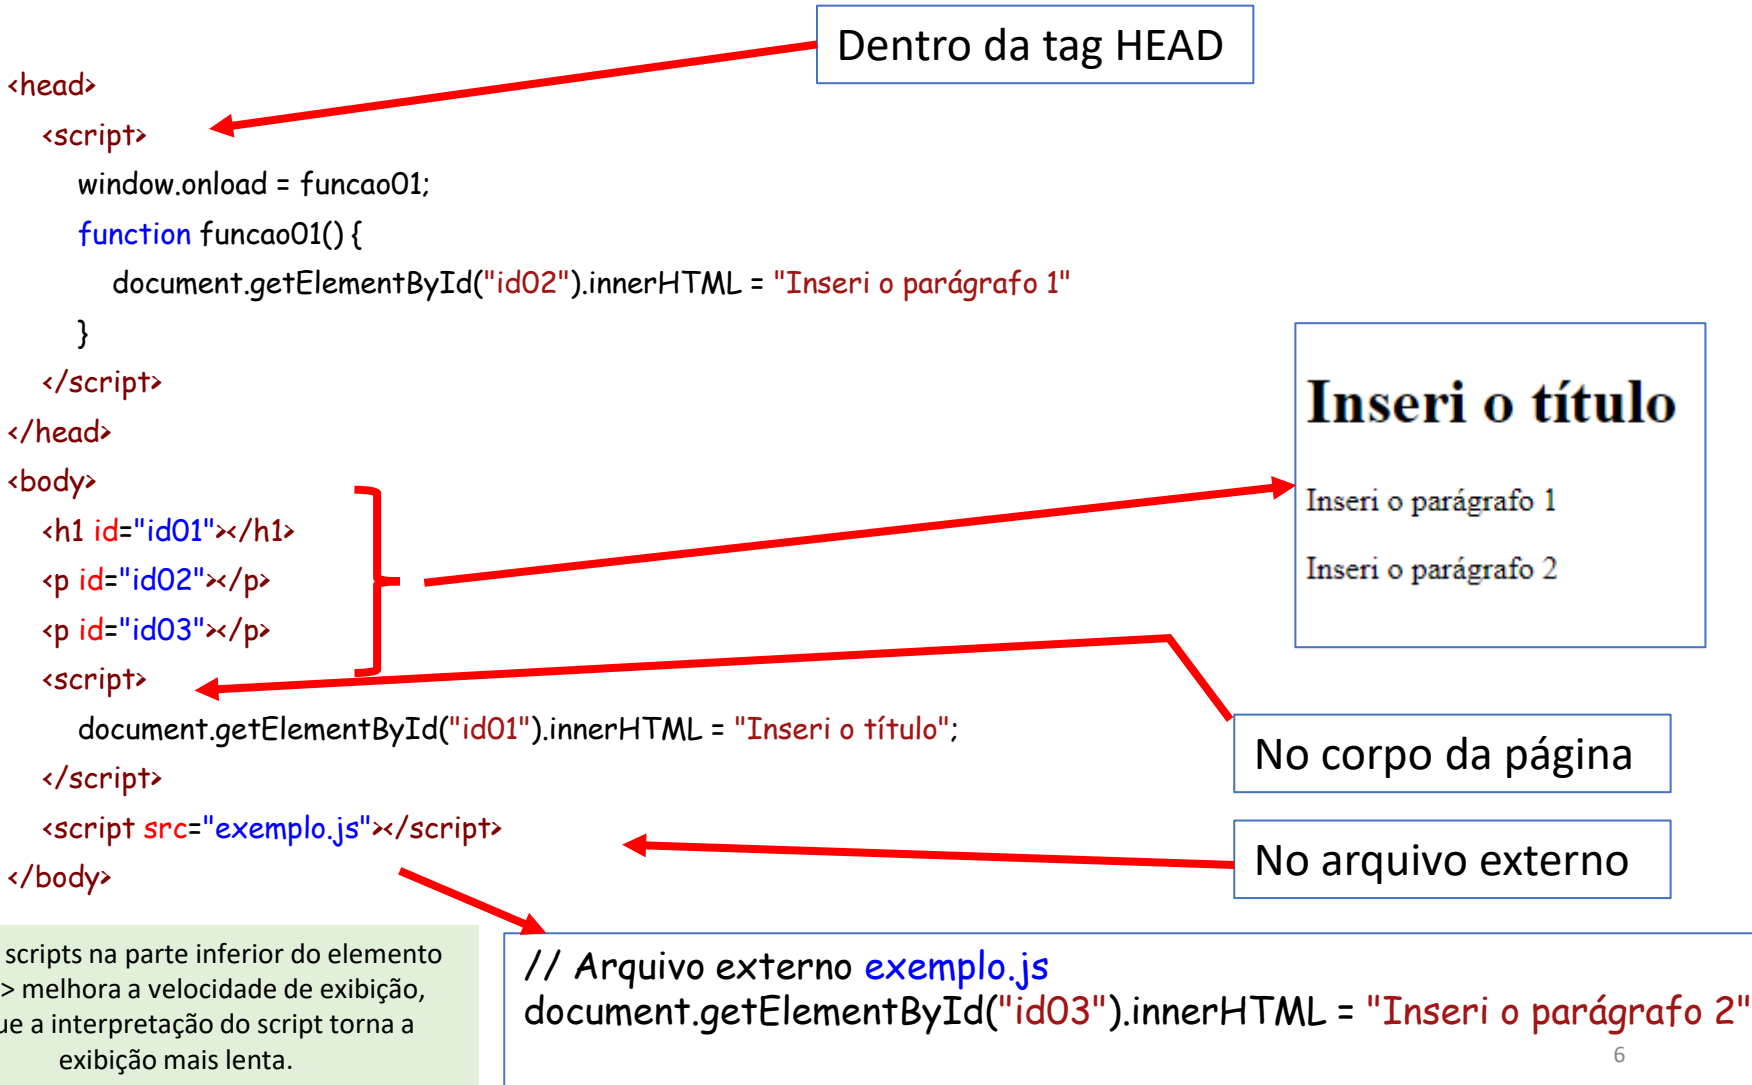 Dentro da tag HEAD
<head>
<script>
window.onload = funcao01;
function funcao01() {
document.getElementById("id02").innerHTML = "Inseri o parágrafo 1"
}
</script>
</head>
<body>
<h1 id="id01"></h1>
<p id="id02"></p>
<p id="id03"></p>
<script>
document.getElementById("id01").innerHTML = "Inseri o título";
</script>
<script src="exemplo.js"></script>
</body>
Inseri o título
Inseri o parágrafo 1
Inseri o parágrafo 2
No corpo da página
No arquivo externo
scripts na parte inferior do elemento
> melhora a velocidade de exibição,
a interpretação do script torna a
exibição mais lenta.
// Arquivo externo exemplo.js
document.getElementById("id03").innerHTML = "Inseri o parágrafo 2"
6